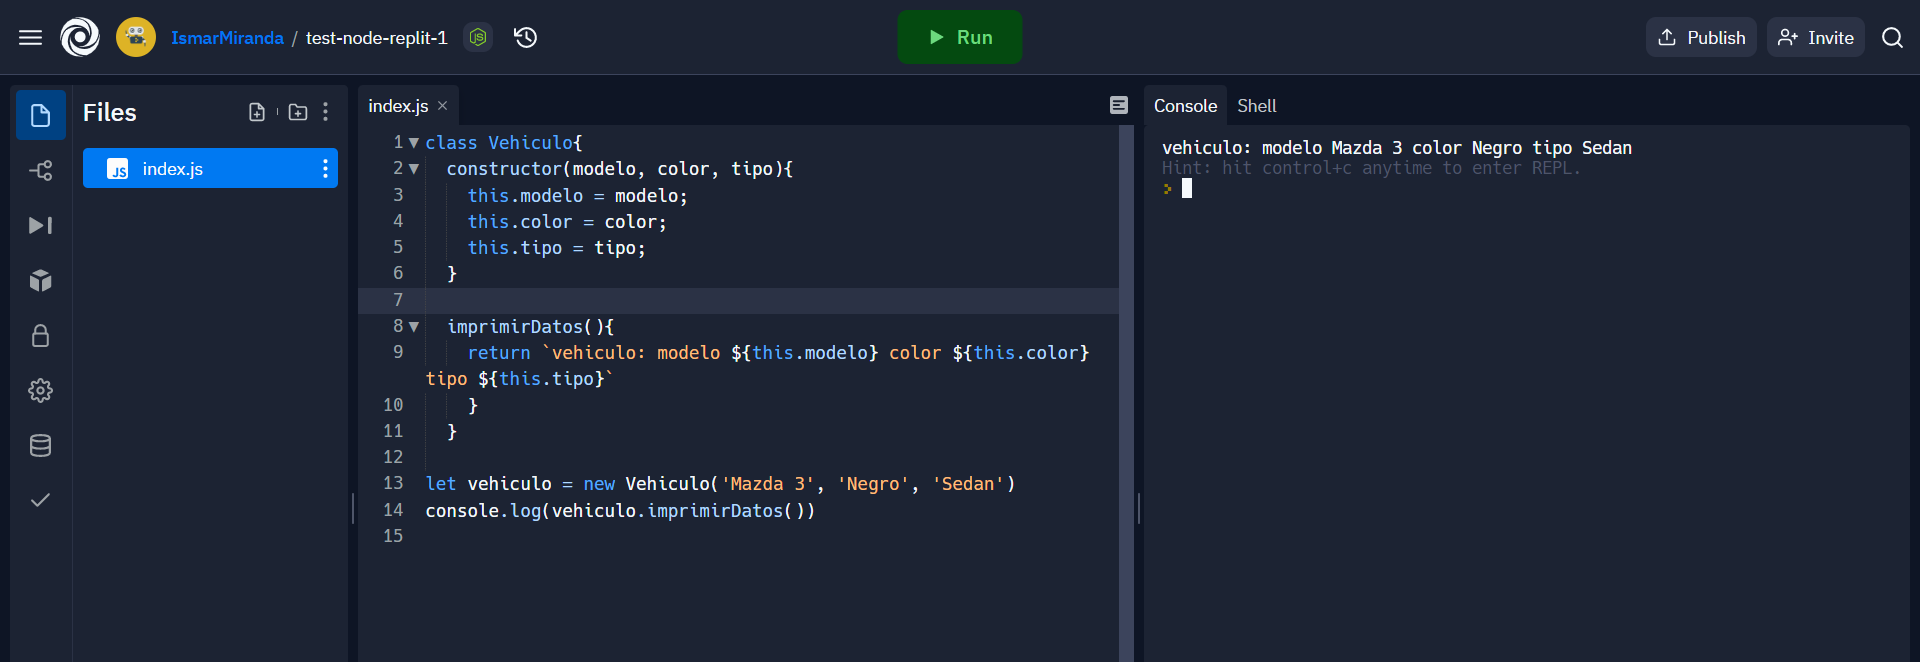 IsmarMiranda / test-node-replit-1
Run
Publish
Invite
Files
JS index.js
index.js
1 class Vehiculo{
2 constructor(modelo, color, tipo){
3 this.modelo = modelo;
4 this.color = color;
5 this.tipo = tipo;
6 }
7
8 imprimirDatos(){
9 return `vehiculo: modelo ${this.modelo} color ${this.color}
tipo ${this.tipo}`
10 }
11 }
12
13 let vehiculo = new Vehiculo('Mazda 3', 'Negro', 'Sedan')
14 console.log(vehiculo.imprimirDatos())
15
Console Shell
vehiculo: modelo Mazda 3 color Negro tipo Sedan
Hint: hit control+c anytime to enter REPL.